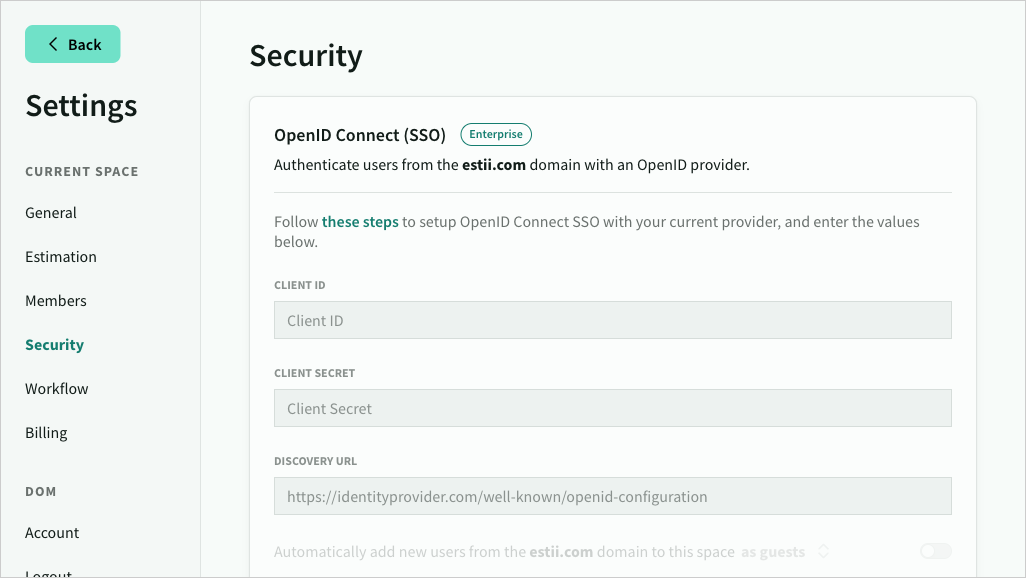 Back
Settings
CURRENT SPACE
General
Estimation
Members
Security
Workflow
Billing
DOM
Account
Logout
Security
OpenID Connect (SSO) Enterprise
Authenticate users from the estii.com domain with an OpenID provider.
Follow these steps to setup OpenID Connect SSO with your current provider, and enter the values
below.
CLIENT ID
Client ID
CLIENT SECRET
Client Secret
DISCOVERY URL
https://identityprovider.com/well-known/openid-configuration
Automatically add new users from the estii.com domain to this space as guests